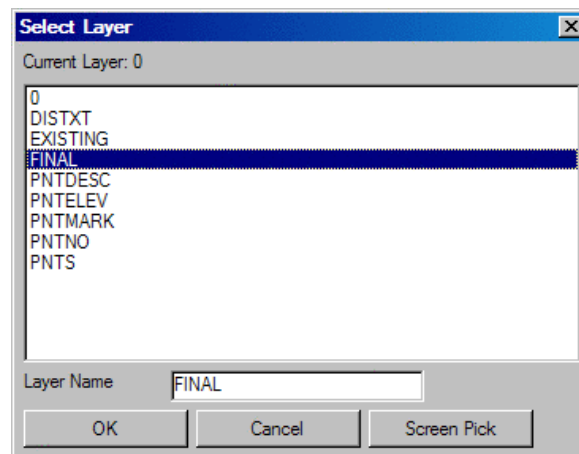 Select Layer
Current Layer: 0
0
DISTXT
EXISTING
FINAL
PNTDESC
PNTELEV
PNTMARK
PNTNO
PNTS
Layer Name FINAL
OK Cancel Screen Pick